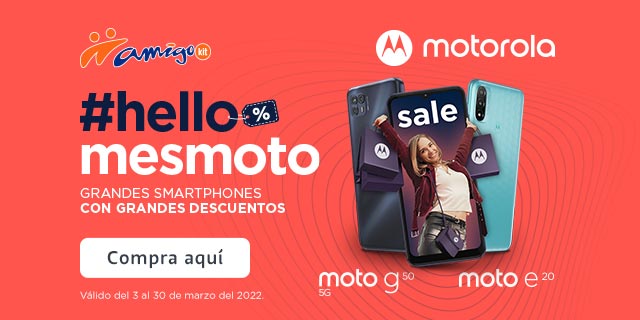 amigo kit
motorola
#hello %
mesmoto
GRANDES SMARTPHONES
CON GRANDES DESCUENTOS
Compra aquí
Válido del 3 al 30 de marzo del 2022.
sale
moto g 50
5G
moto e 20